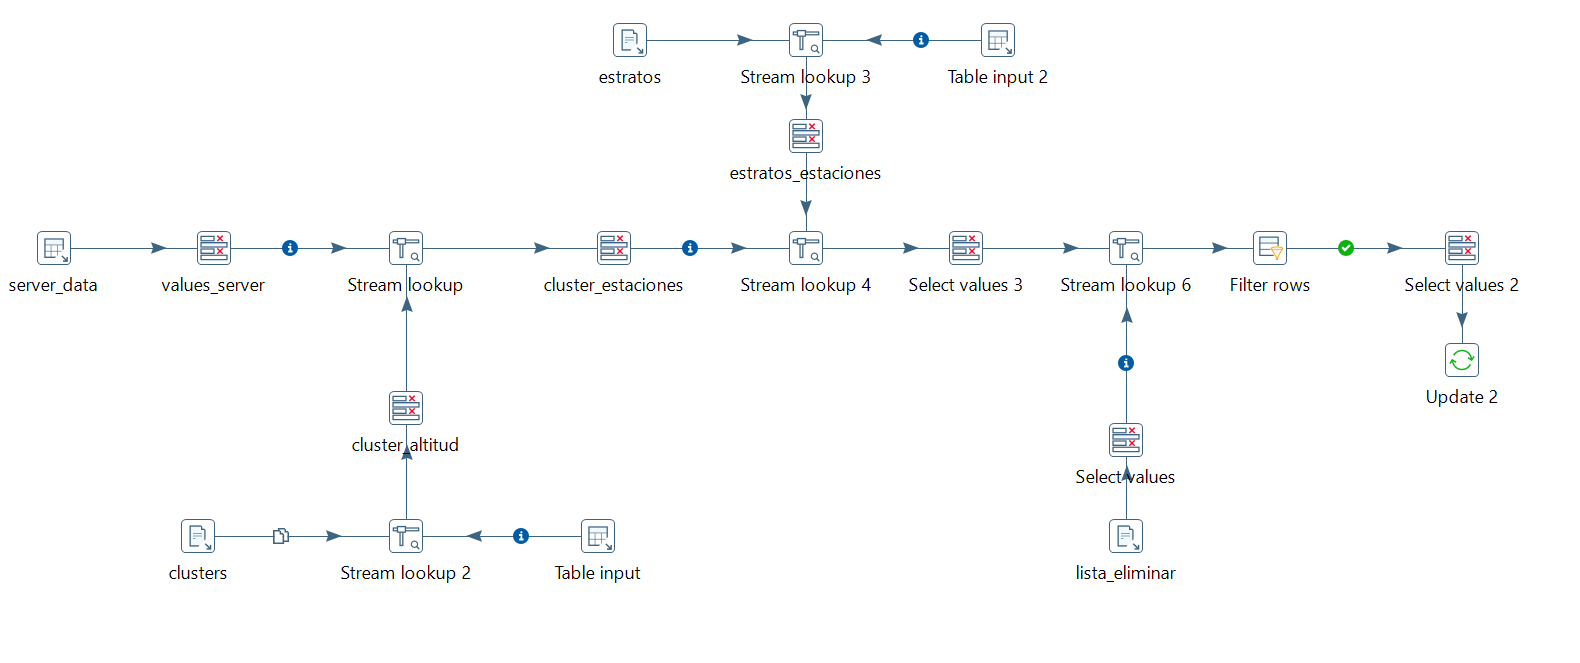 estratos
Stream lookup 3
Table input 2
estratos_estaciones
server_data
values_server
Stream lookup
cluster_estaciones
Stream lookup 4
Select values 3
Stream lookup 6
Filter rows
Select values 2
Update 2
cluster_altitud
Select values
clusters
Stream lookup 2
Table input
lista_eliminar